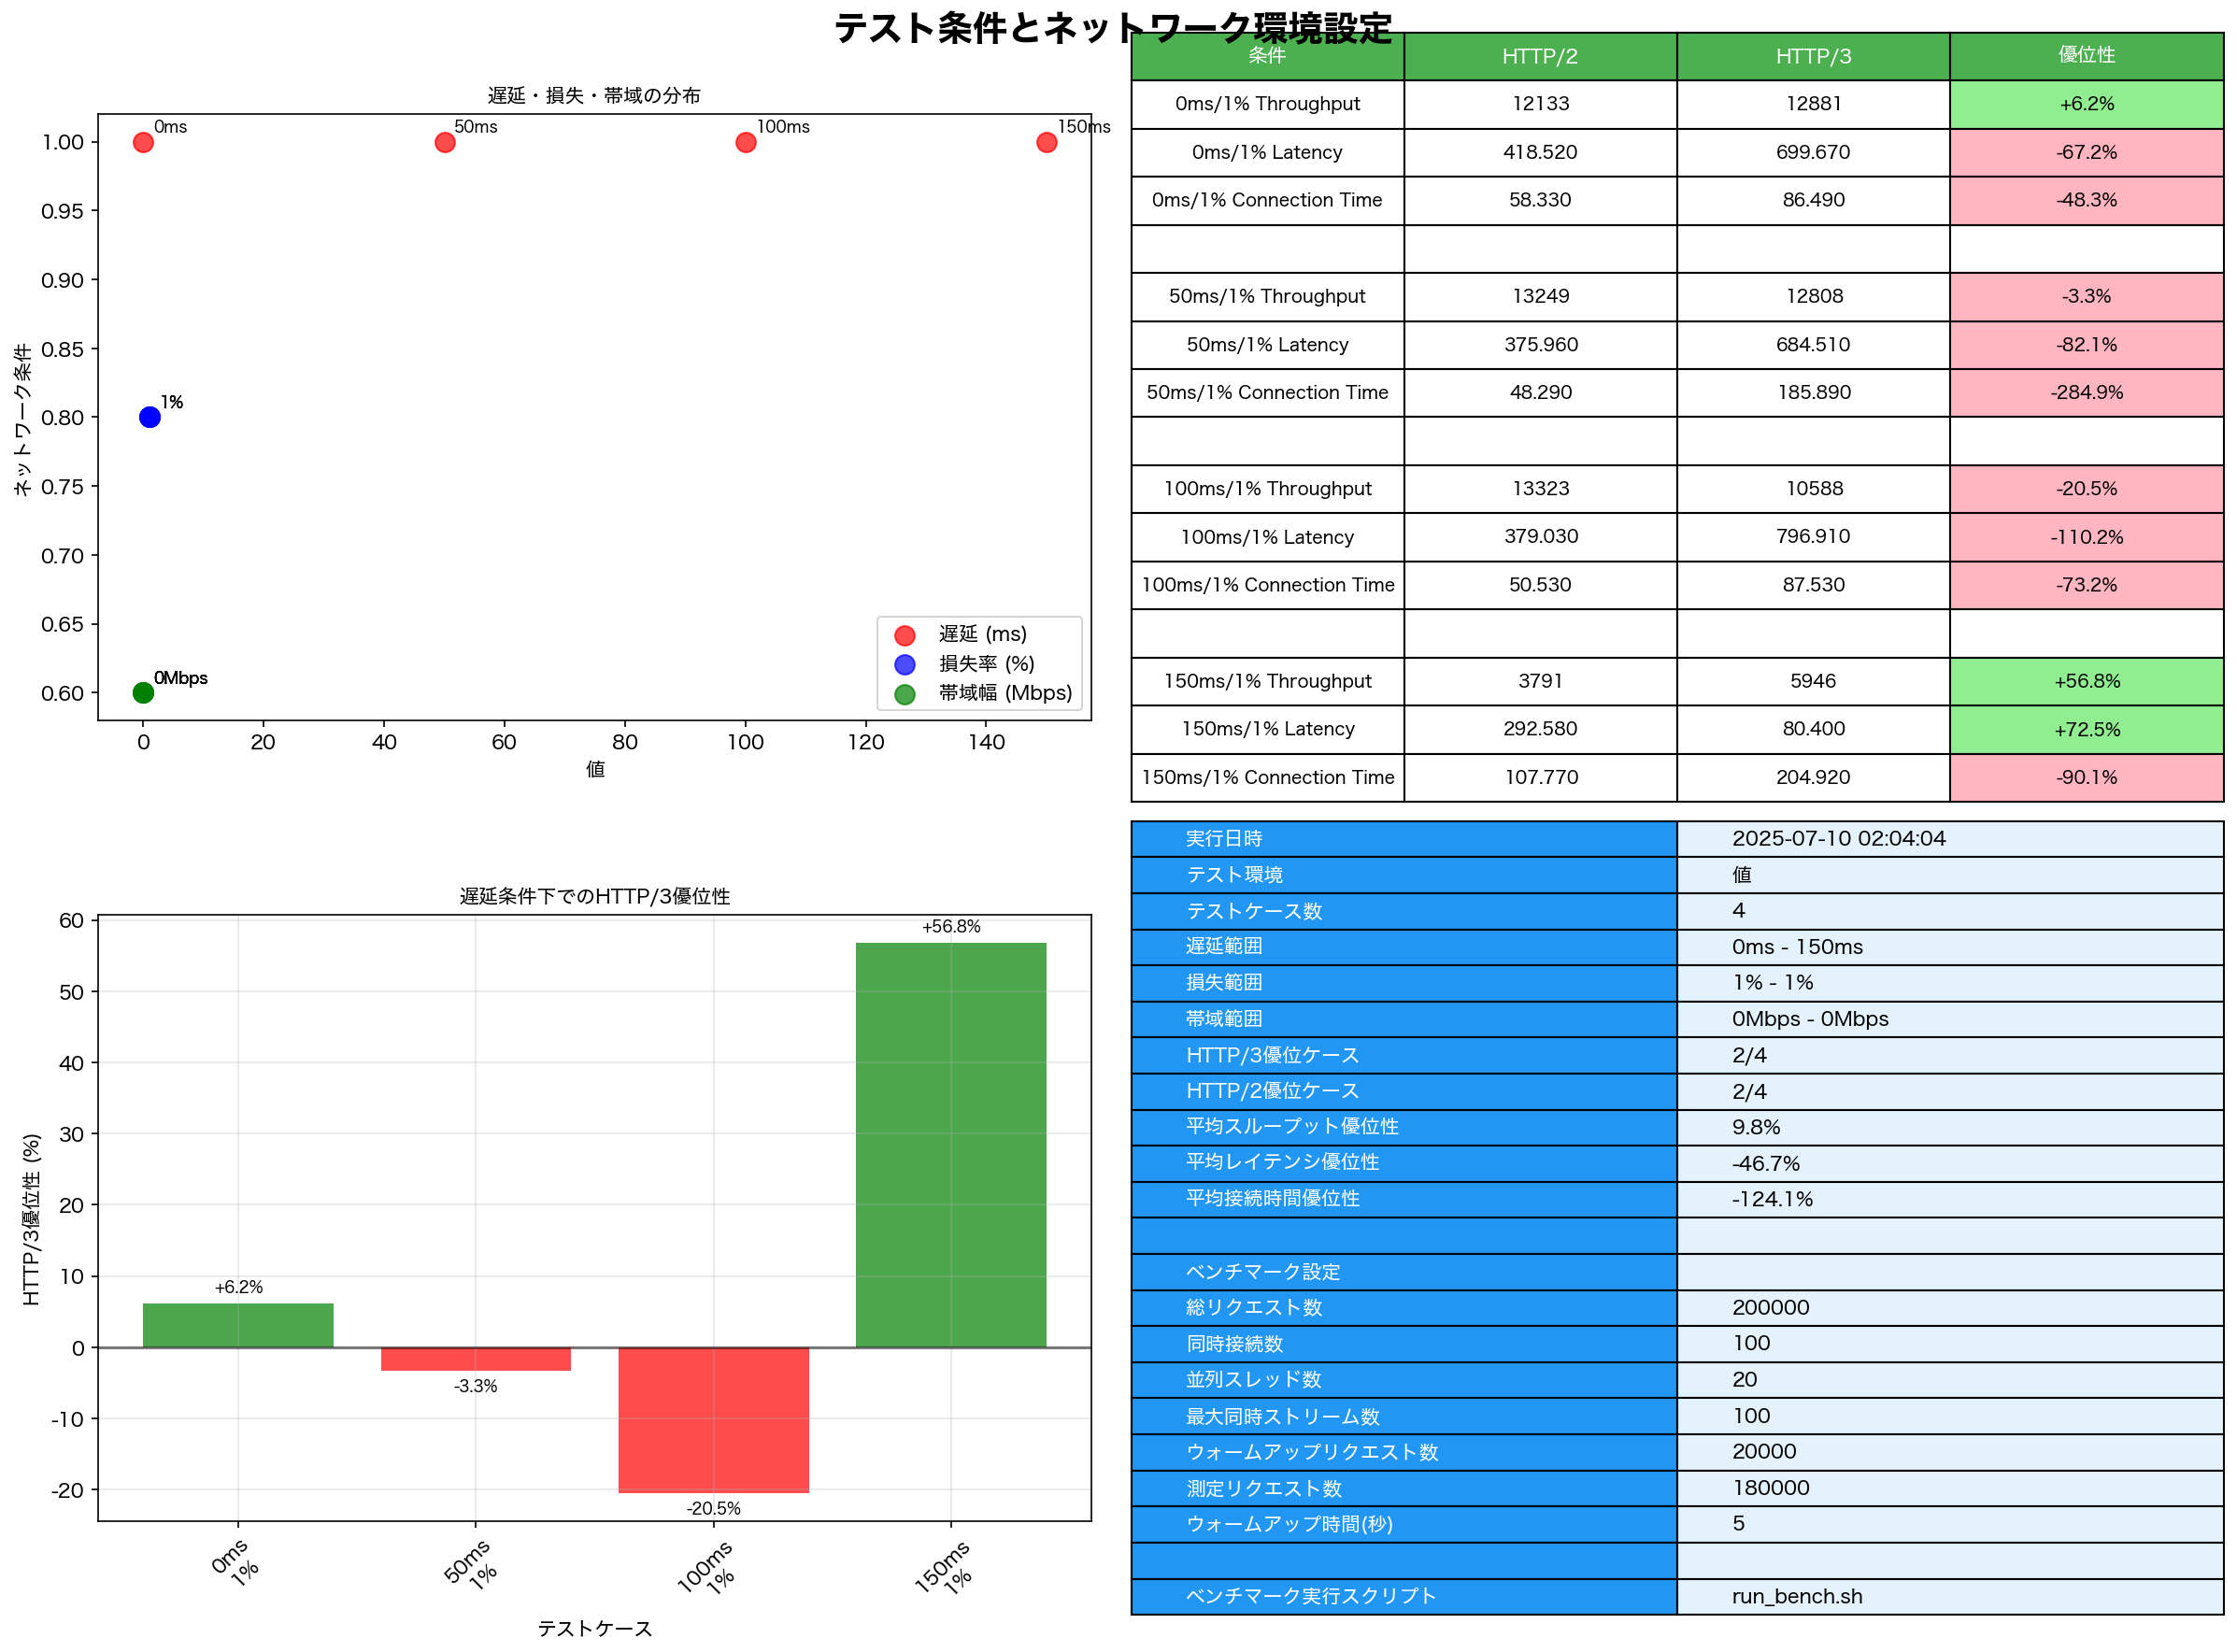 テスト条件とネットワーク環境設定
遅延・損失・帯域の分布
1.00
0.95
0.90
0.85
0.80
0.75
0.70
0.65
0.60
ネットワーク条件
0ms
50ms
100ms
150ms
1%
0Mbps
遅延 (ms)
損失率 (%)
帯域幅 (Mbps)
0 20 40 60 80 100 120 140
値
条件 HTTP/2 HTTP/3 優位性
0ms/1% Throughput 12133 12881 +6.2%
0ms/1% Latency 418.520 699.670 -67.2%
0ms/1% Connection Time 58.330 86.490 -48.3%
50ms/1% Throughput 13249 12808 -3.3%
50ms/1% Latency 375.960 684.510 -82.1%
50ms/1% Connection Time 48.290 185.890 -284.9%
100ms/1% Throughput 13323 10588 -20.5%
100ms/1% Latency 379.030 796.910 -110.2%
100ms/1% Connection Time 50.530 87.530 -73.2%
150ms/1% Throughput 3791 5946 +56.8%
150ms/1% Latency 292.580 80.400 +72.5%
150ms/1% Connection Time 107.770 204.920 -90.1%
遅延条件下でのHTTP/3優位性
60
50
40
30
20
10
0
-10
-20
HTTP/3優位性 (%)
+6.2%
-3.3%
-20.5%
+56.8%
0ms
1%
50ms
1%
100ms
1%
150ms
1%
テストケース
実行日時 2025-07-10 02:04:04
テスト環境 値
テストケース数 4
遅延範囲 0ms - 150ms
損失範囲 1% - 1%
帯域範囲 0Mbps - 0Mbps
HTTP/3優位ケース 2/4
HTTP/2優位ケース 2/4
平均スループット優位性 9.8%
平均レイテンシ優位性 -46.7%
平均接続時間優位性 -124.1%
ベンチマーク設定
総リクエスト数 200000
同時接続数 100
並列スレッド数 20
最大同時ストリーム数 100
ウォームアップリクエスト数 20000
測定リクエスト数 180000
ウォームアップ時間(秒) 5
ベンチマーク実行スクリプト run_bench.sh